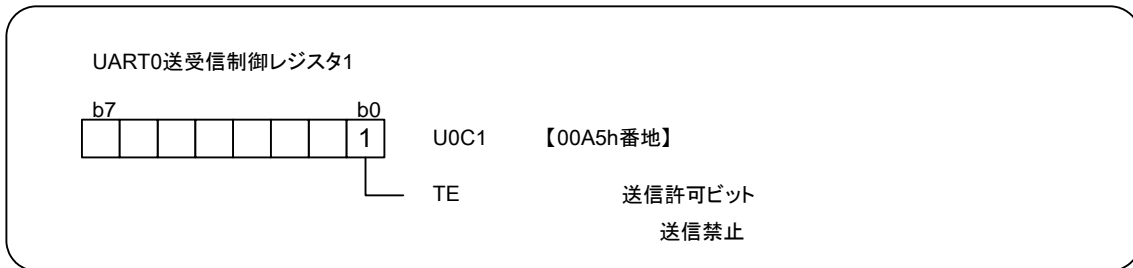 UART0送受信制御レジスタ1
b7 b0
1 U0C1 【00A5h番地】
TE 送信許可ビット
送信禁止